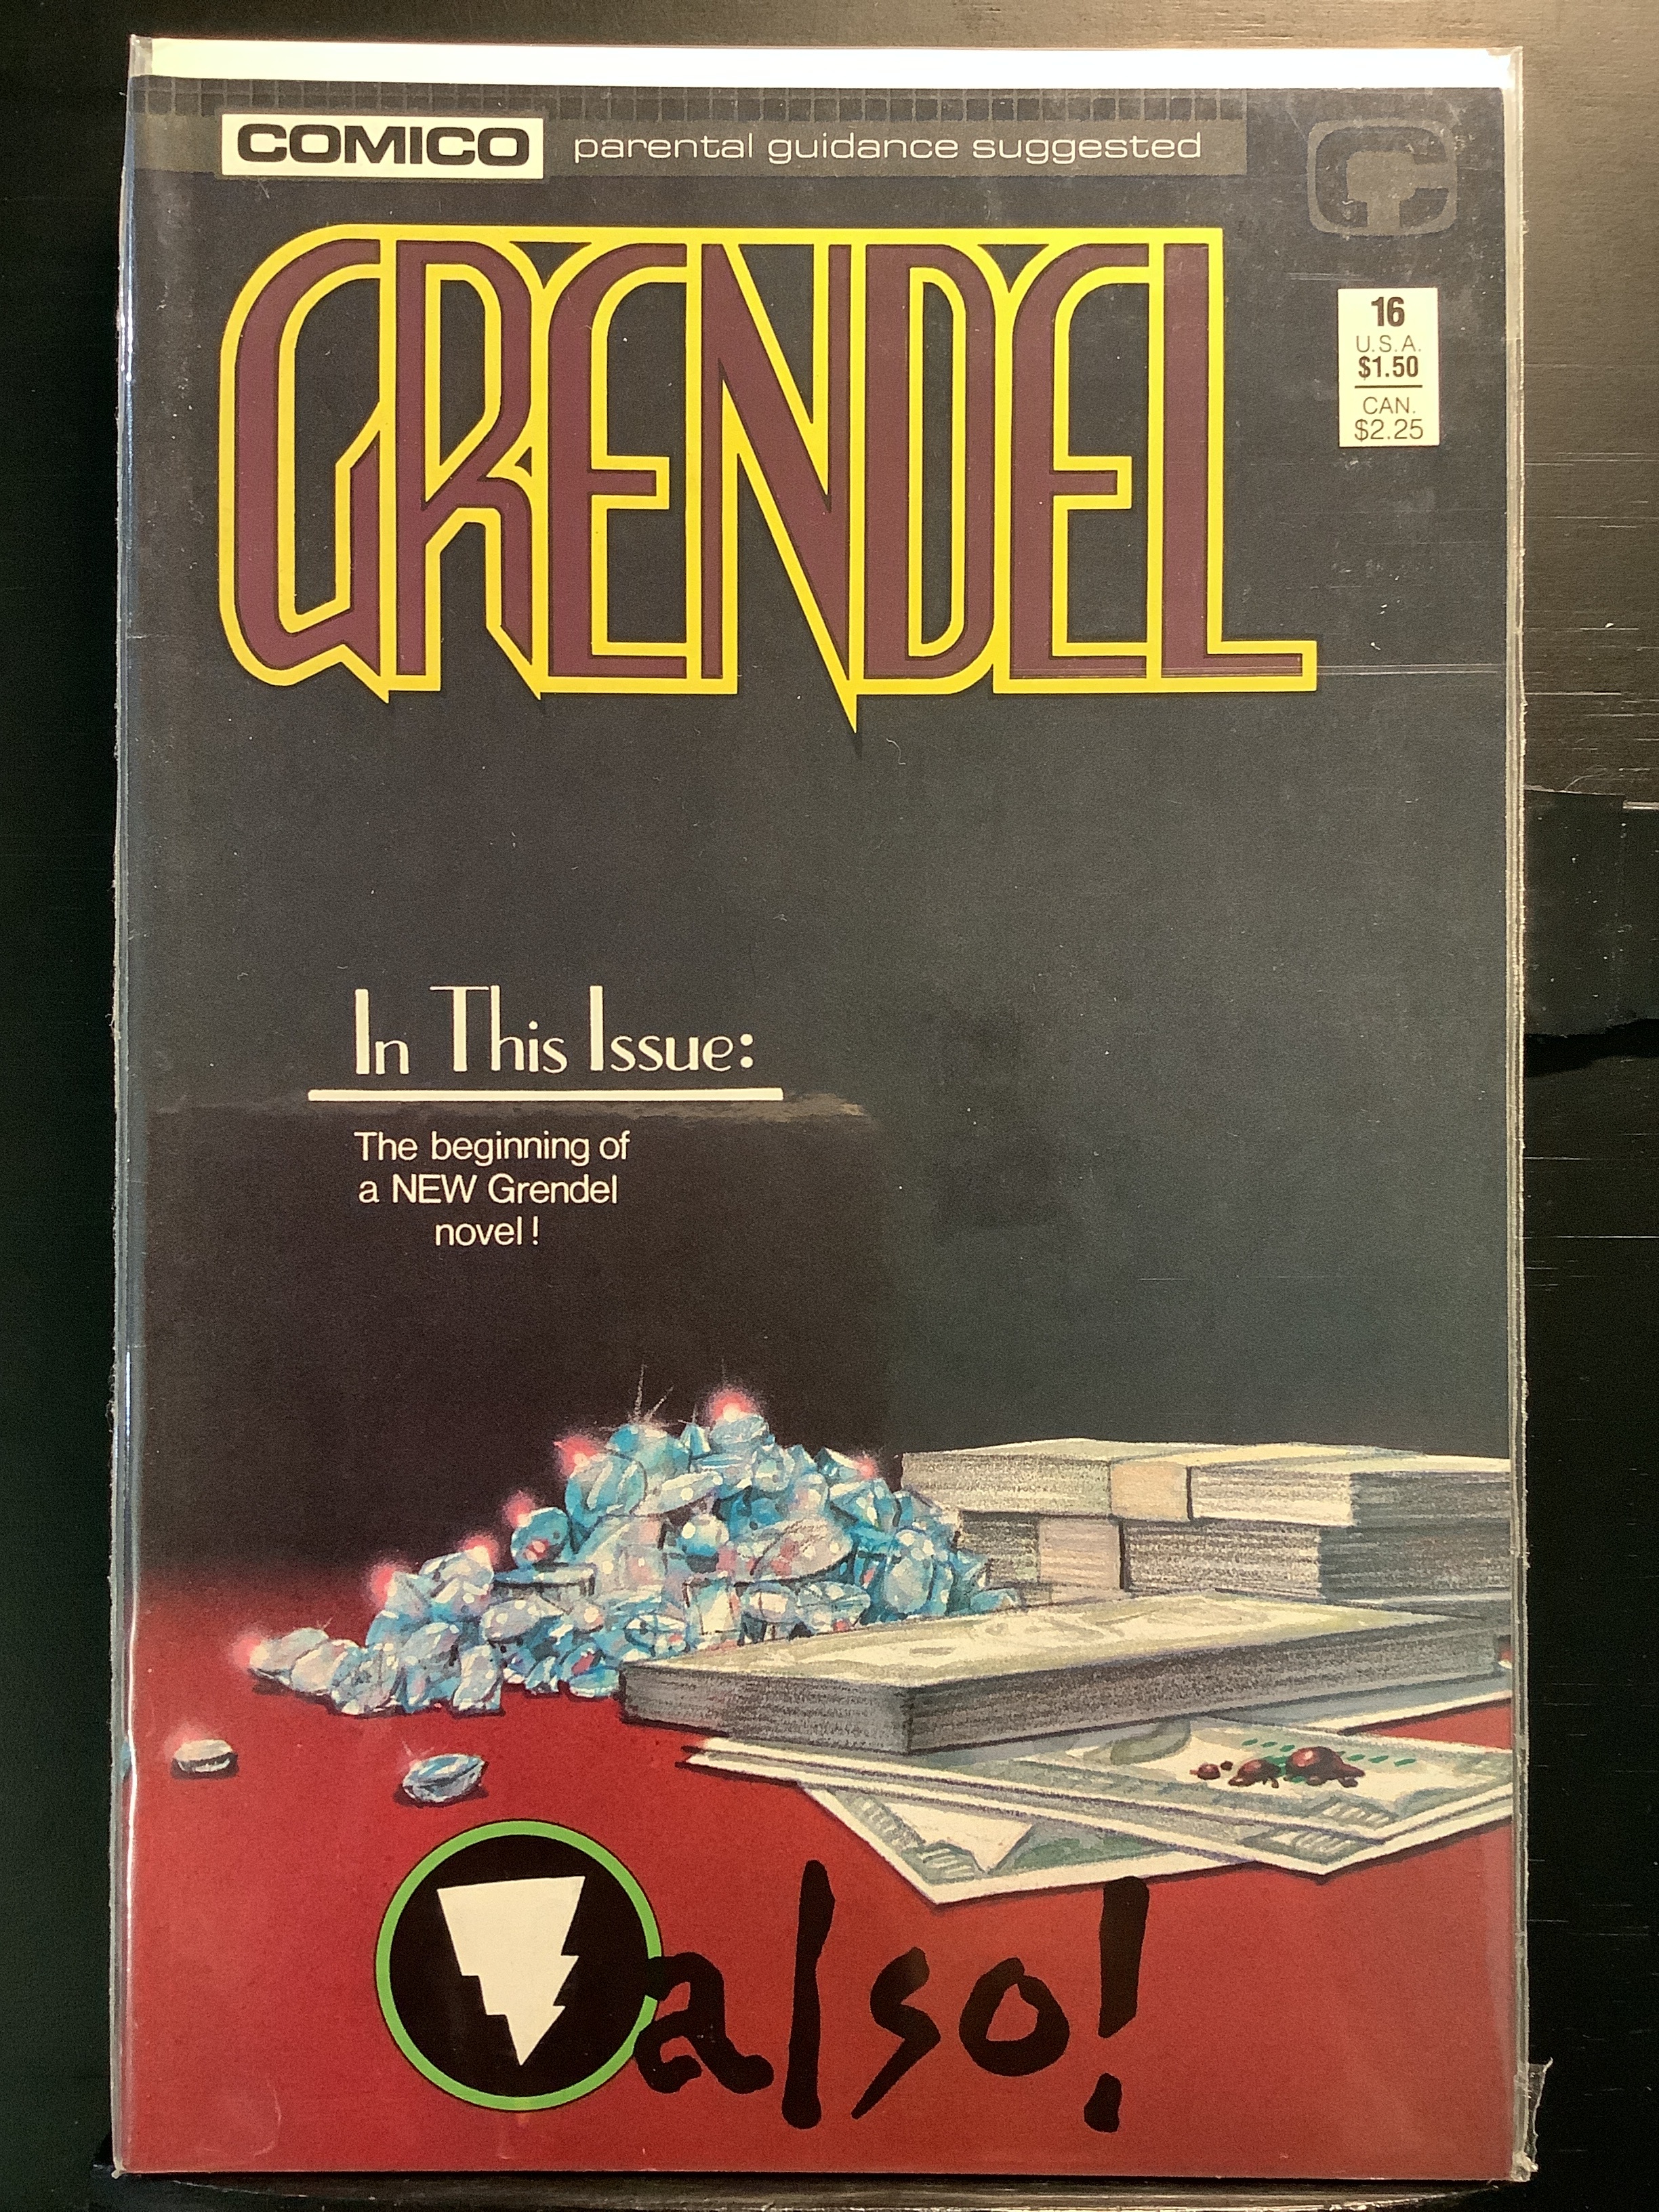 COMICO
parental guidance suggested
GRENDEL
16
U.S.A.
$1.50
CAN.
$2.25
In This Issue:
The beginning of
a NEW Grendel
novel!
also!